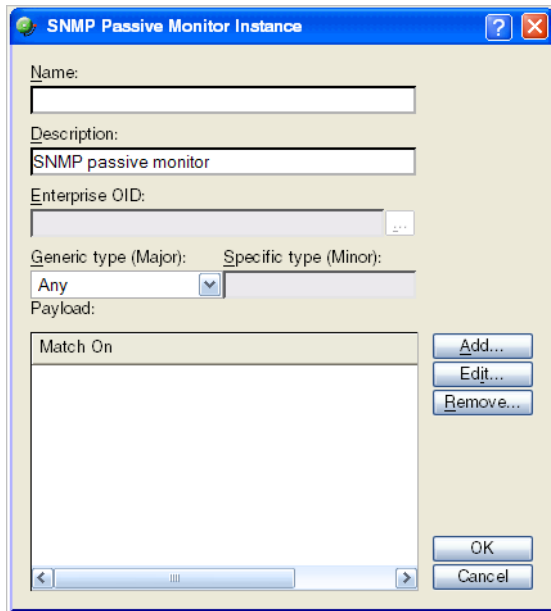 SNMP Passive Monitor Instance
?
Name:
Description:
SNMP passive monitor
Enterprise OID:
...
Generic type (Major): Specific type (Minor):
Any
Payload:
Match On
Add...
Edit...
Remove...
OK
Cancel